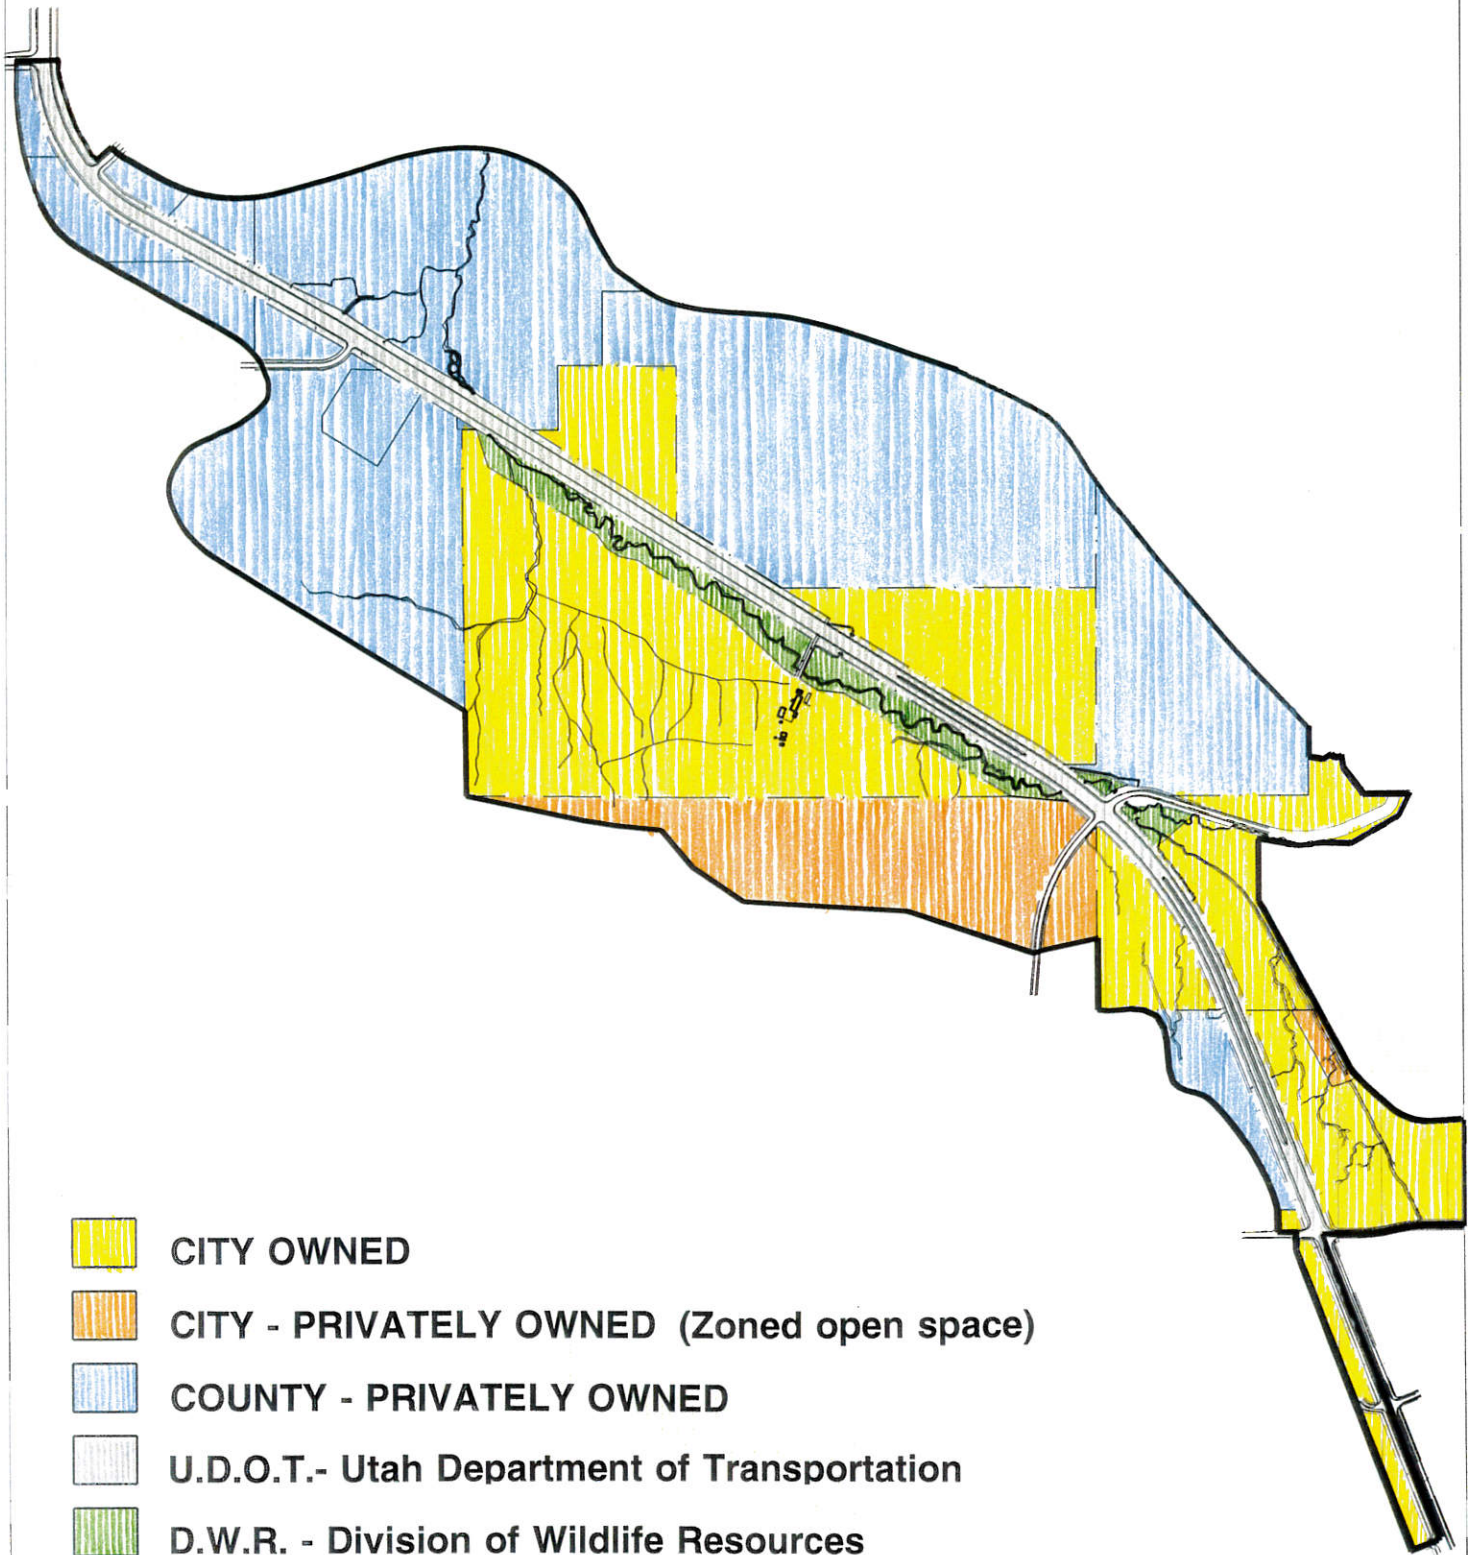 CITY OWNED
CITY - PRIVATELY OWNED (Zoned open space)
COUNTY - PRIVATELY OWNED
U.D.O.T.- Utah Department of Transportation
D.W.R. - Division of Wildlife Resources